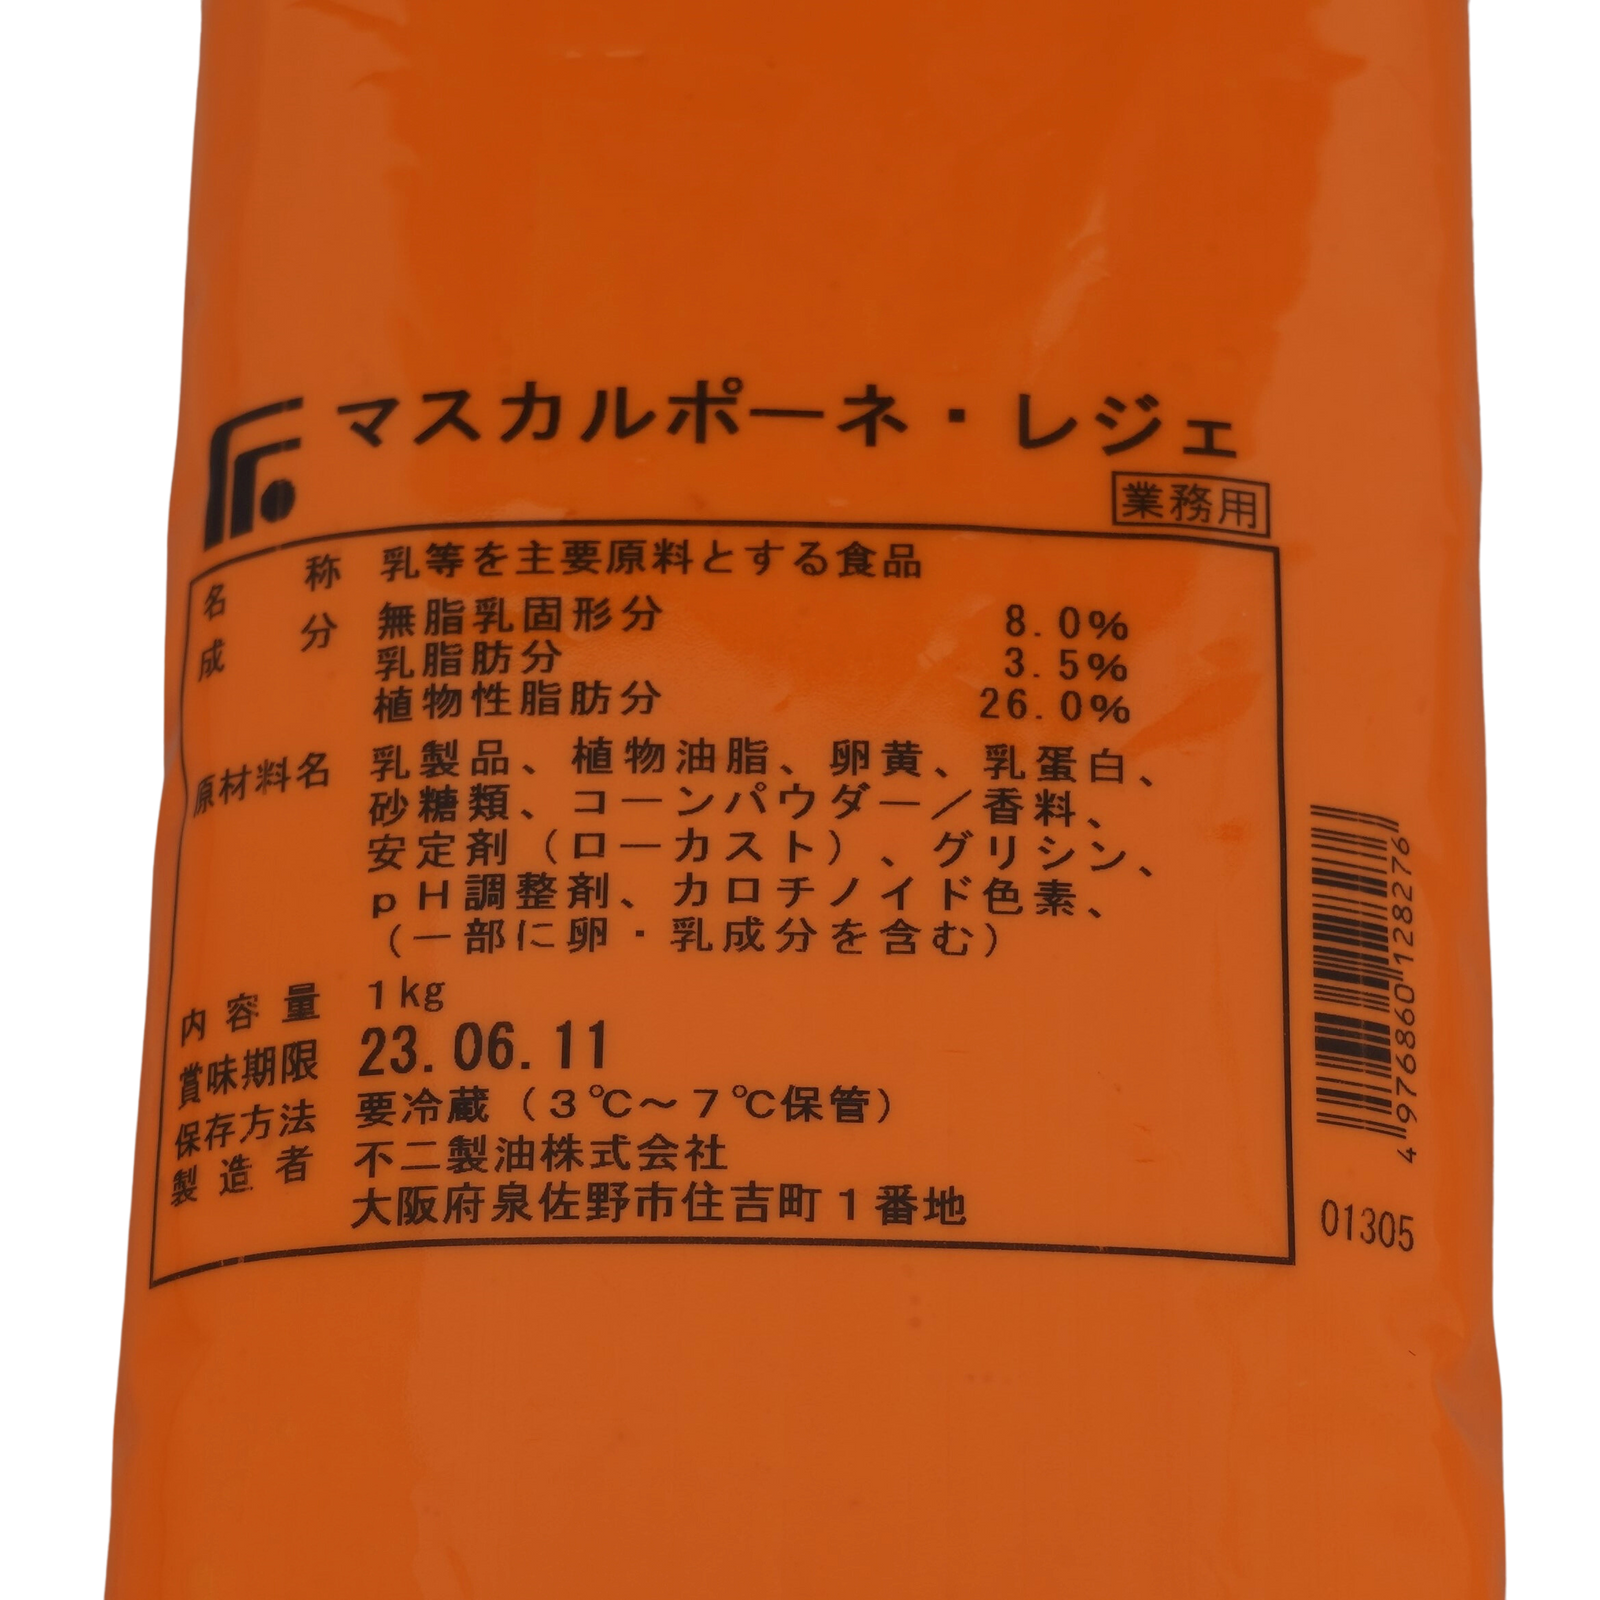 マスカルポーネ・レジェ
業務用
名称 乳等を主要原料とする食品
成分 無脂乳固形分 8.0%
乳脂肪分 3.5%
植物性脂肪分 26.0%
原材料名 乳製品、植物油脂、卵黄、乳蛋白、
砂糖類、コーンパウダー/香料、
安定剤(ローカスト)、グリシン、
pH調整剤、カロチノイド色素、
(一部に卵・乳成分を含む)
内容量 1kg
賞味期限 23.06.11
保存方法 要冷蔵(3℃~7℃保管)
製造者 不二製油株式会社
大阪府泉佐野市住吉町1番地
4976860128276
01305